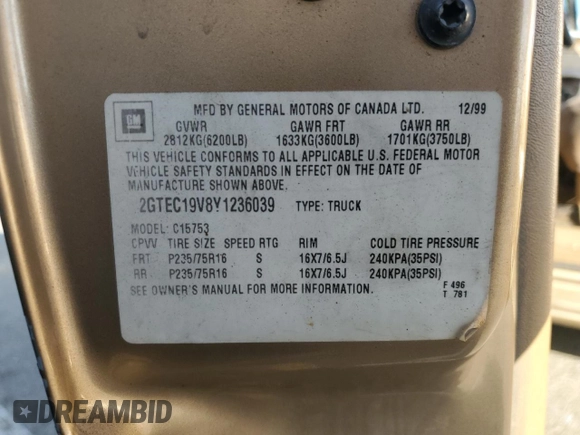 GM
MFD BY GENERAL MOTORS OF CANADA LTD. 12/99
GVWR GAWR FRT GAWR RR
2812KG(6200LB) 1633KG(3600LB) 1701KG(3750LB)
THIS VEHICLE CONFORMS TO ALL APPLICABLE U.S. FEDERAL MOTOR
VEHICLE SAFETY STANDARDS IN EFFECT ON THE DATE OF
MANUFACTURE SHOWN ABOVE.
2GTEC19V8Y1236039 TYPE: TRUCK
MODEL: C15753
CPVV TIRE SIZE SPEED RTG RIM COLD TIRE PRESSURE
FRT P235/75R16 S 16X7/6.5J 240KPA(35PSI)
RR P235/75R16 S 16X7/6.5J 240KPA(35PSI)
SEE OWNER'S MANUAL FOR MORE INFORMATION. F 496
T 781
DREAMBID